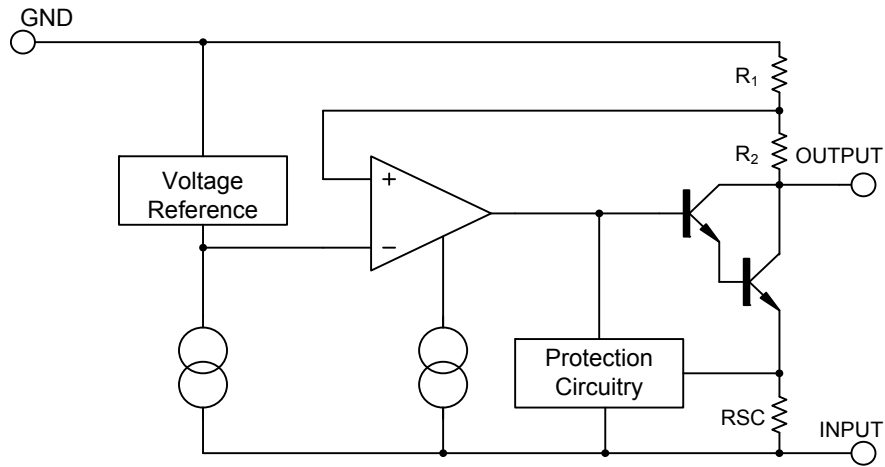 GND
R₁
R₂
OUTPUT
Voltage
Reference
+
−
Protection
Circuitry
RSC
INPUT